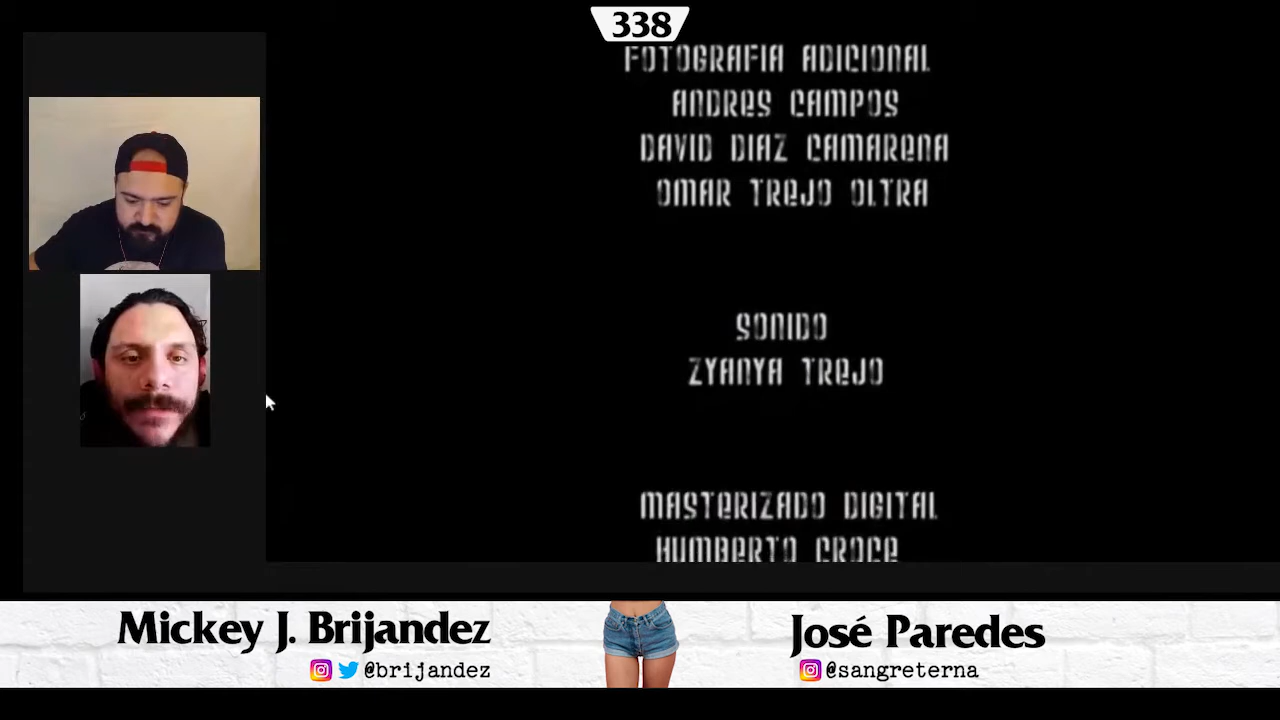 338
FOTOGRAFIA ADICIONAL
ANDRES CAMPOS
DAVID DIAZ CAMARENA
OMAR TREJO OLTRA
SONIDO
ZYANYA TREJO
MASTERIZADO DIGITAL
HUMBERTO CROCE
Mickey J. Brijandez
@brijandez
José Paredes
@sangreterna